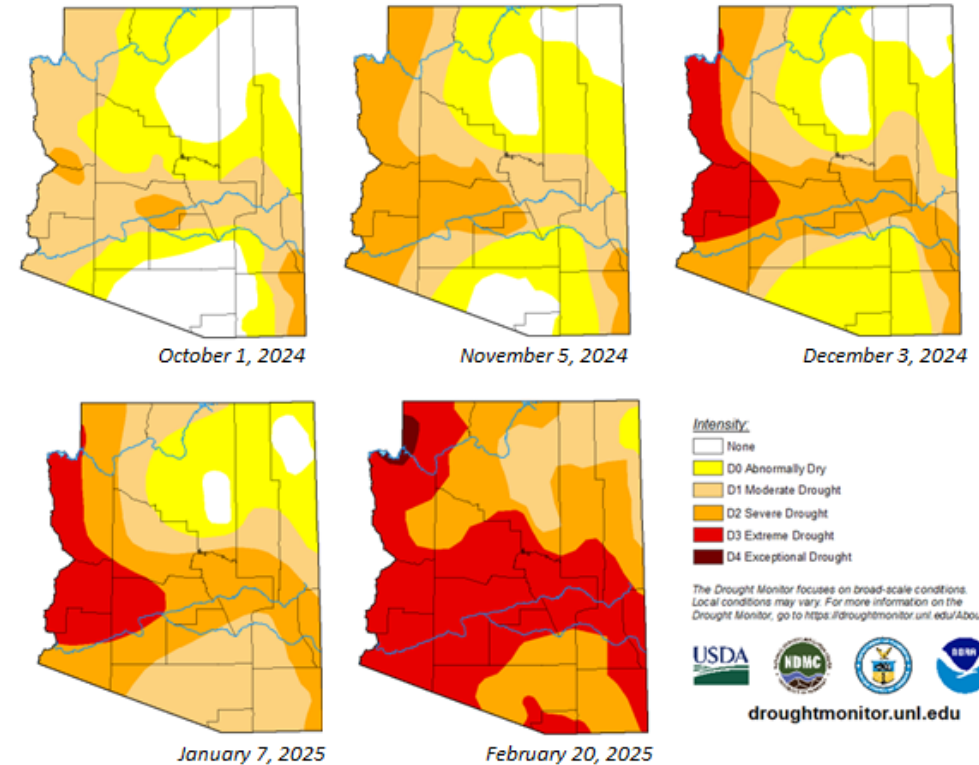 October 1, 2024
November 5, 2024
December 3, 2024
January 7, 2025
February 20, 2025
Intensity:
None
D0 Abnormally Dry
D1 Moderate Drought
D2 Severe Drought
D3 Extreme Drought
D4 Exceptional Drought
The Drought Monitor focuses on broad-scale conditions.
Local conditions may vary. For more information on the
Drought Monitor, go to https://droughtmonitor.unl.edu/Abou
USDA
NDMC
droughtmonitor.unl.edu